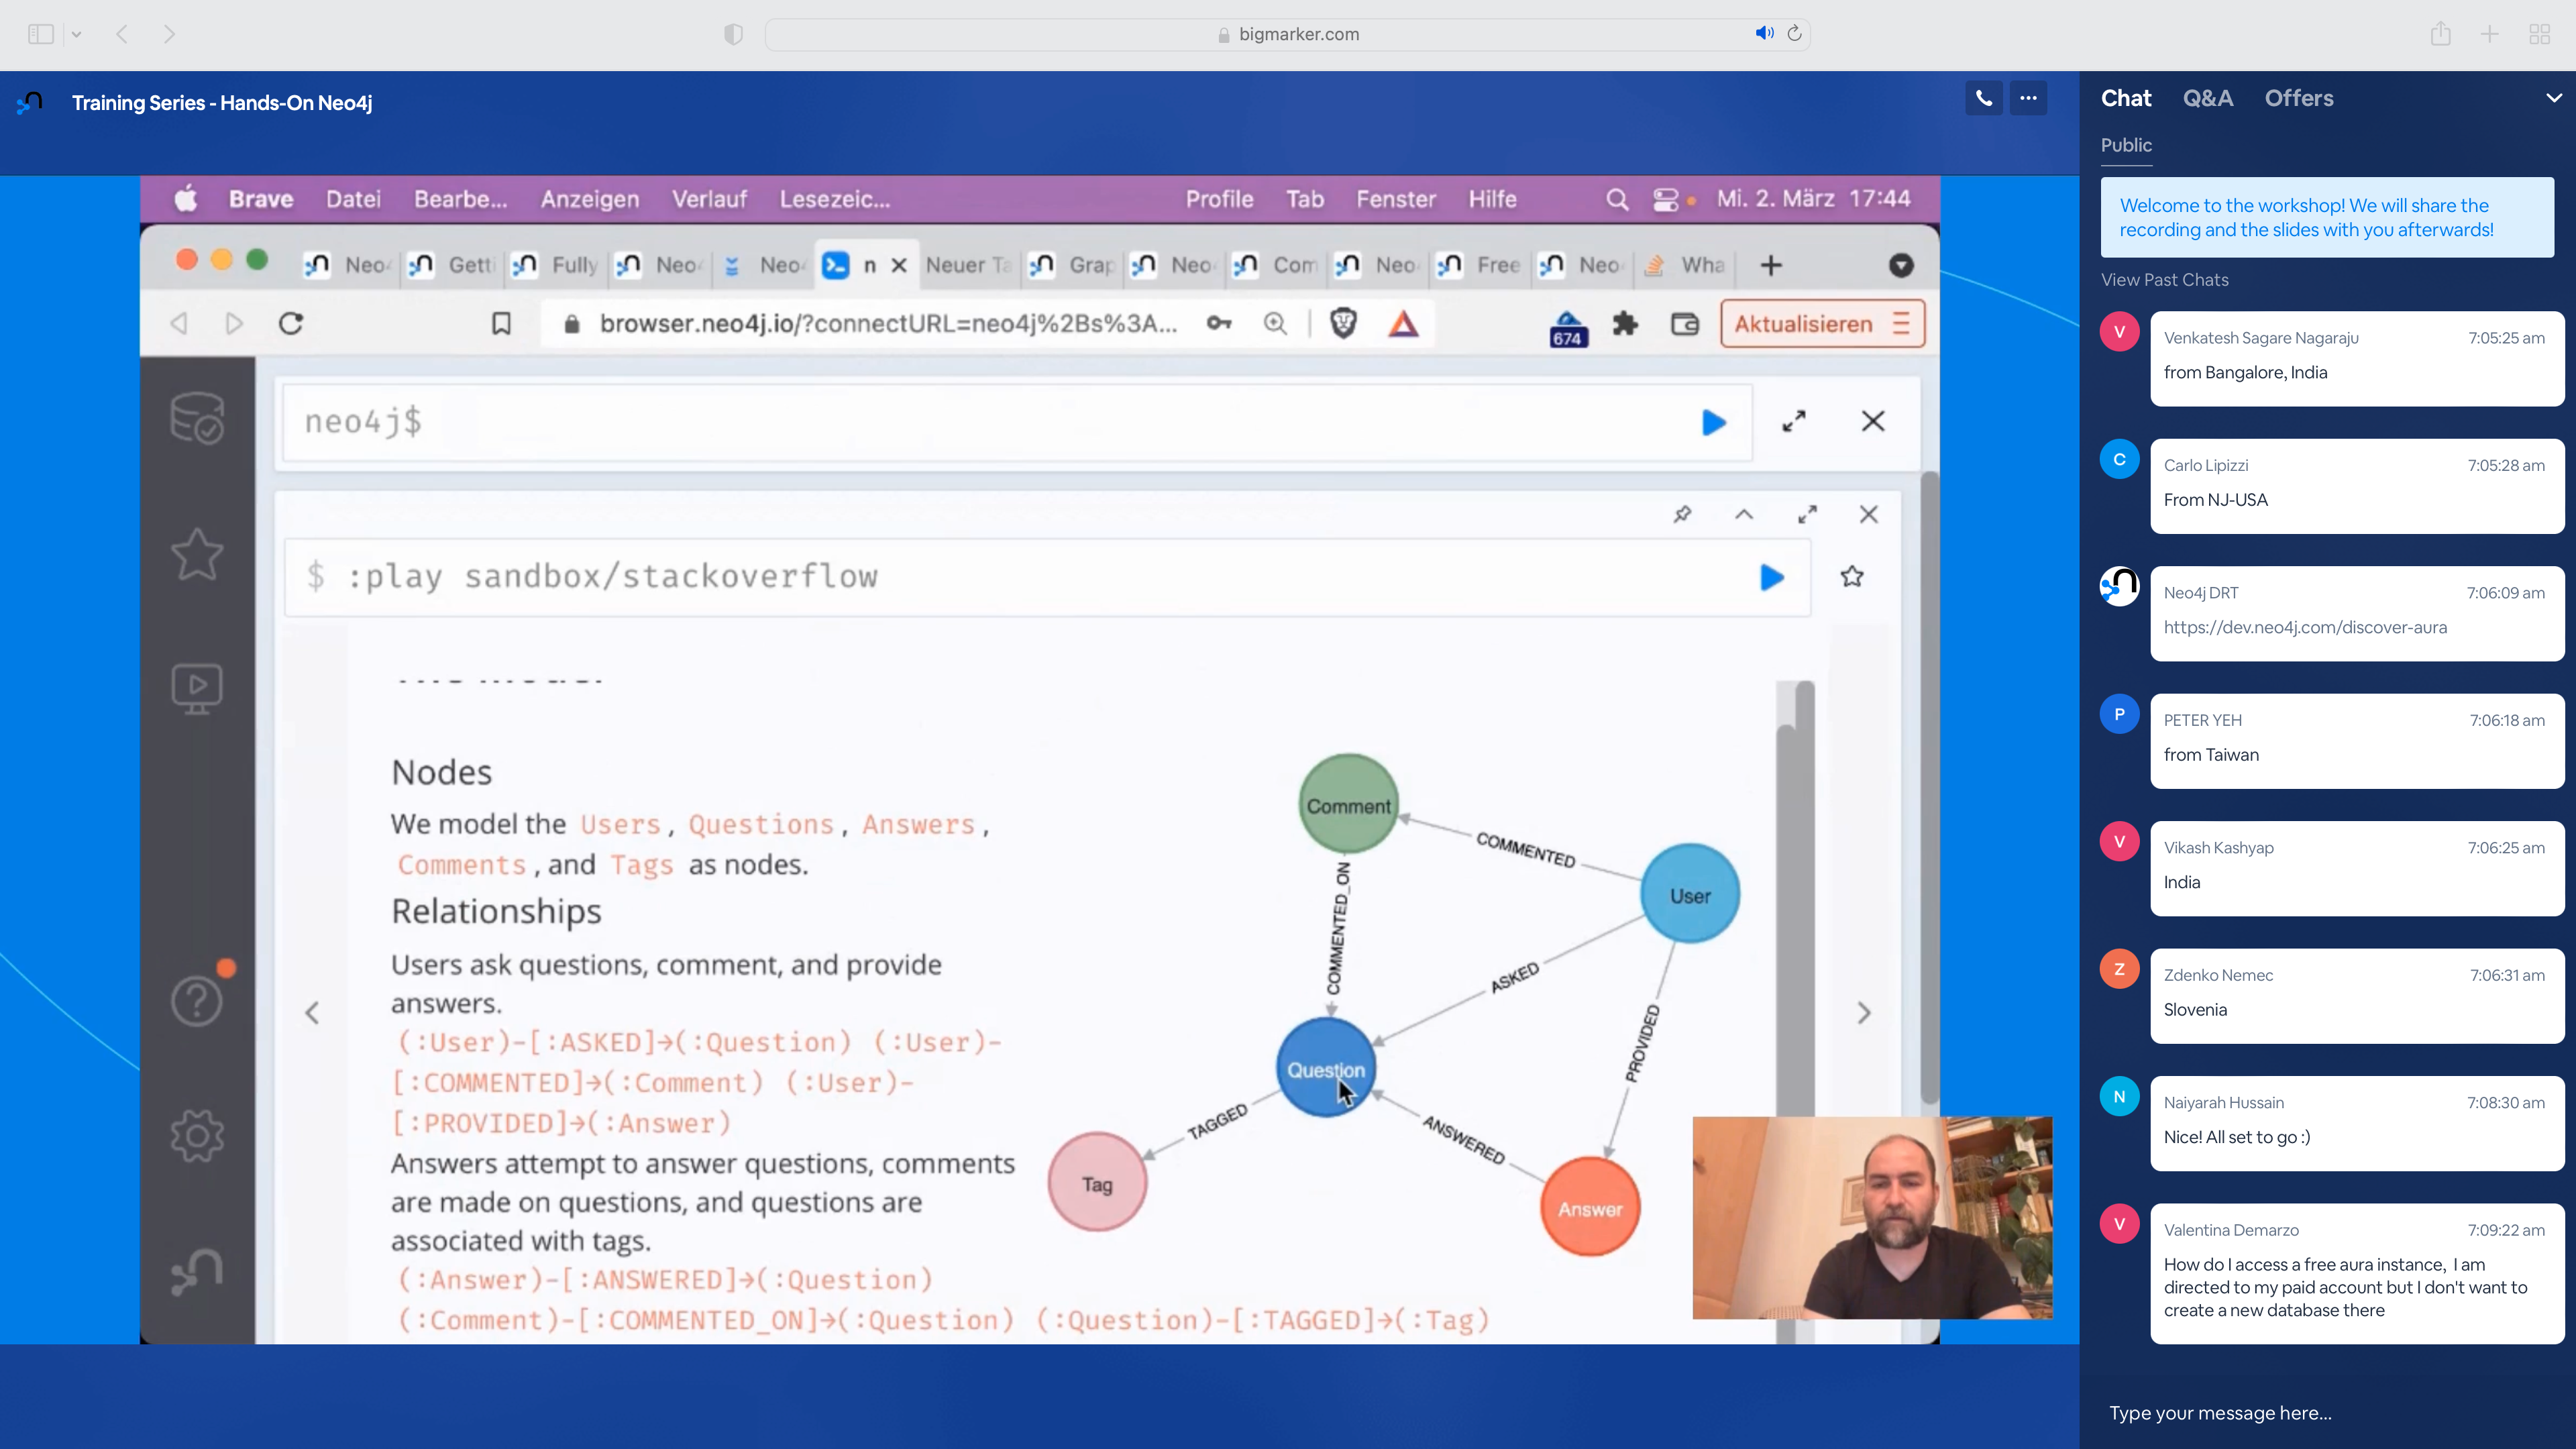 bigmarker.com
Training Series - Hands-On Neo4j
Brave Datei Bearbe... Anzeigen Verlauf Lesezeic... Profile Tab Fenster Hilfe Mi. 2. März 17:44
Neo4 Getti Fully Neo4 Neo4 n Neuer Ta Grap Neo Com Neo Free Neo Wha
browser.neo4j.io/?connectURL=neo4j%2Bs%3A...
674
Aktualisieren
neo4j$
$ :play sandbox/stackoverflow
Nodes
We model the Users, Questions, Answers,
Comments, and Tags as nodes.
Relationships
Users ask questions, comment, and provide
answers.
(:User)-[:ASKED]→(:Question) (:User)-
[:COMMENTED]→(:Comment) (:User)-
[:PROVIDED]→(:Answer)
Answers attempt to answer questions, comments
are made on questions, and questions are
associated with tags.
(:Answer)-[:ANSWERED]→(:Question)
(:Comment)-[:COMMENTED_ON]→(:Question) (:Question)-[:TAGGED]→(:Tag)
Comment
COMMENTED
User
COMMENTED_ON
ASKED
PROVIDED
Question
TAGGED
ANSWERED
Tag
Answer
Chat Q&A Offers
Public
Welcome to the workshop! We will share the
recording and the slides with you afterwards!
View Past Chats
V
Venkatesh Sagare Nagaraju 7:05:25 am
from Bangalore, India
C
Carlo Lipizzi 7:05:28 am
From NJ-USA
Neo4j DRT 7:06:09 am
https://dev.neo4j.com/discover-aura
P
PETER YEH 7:06:18 am
from Taiwan
V
Vikash Kashyap 7:06:25 am
India
Z
Zdenko Nemec 7:06:31 am
Slovenia
N
Naiyarah Hussain 7:08:30 am
Nice! All set to go :)
V
Valentina Demarzo 7:09:22 am
How do I access a free aura instance, I am
directed to my paid account but I don't want to
create a new database there
Type your message here...